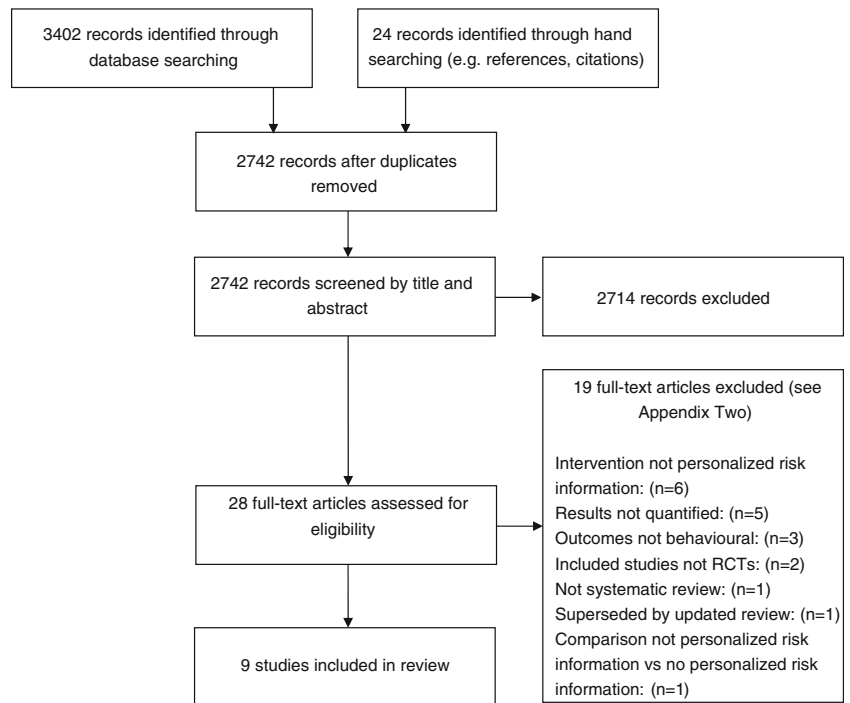 3402 records identified through
database searching
24 records identified through hand
searching (e.g. references, citations)
2742 records after duplicates
removed
2742 records screened by title and
abstract
2714 records excluded
28 full-text articles assessed for
eligibility
19 full-text articles excluded (see
Appendix Two)
Intervention not personalized risk
information: (n=6)
Results not quantified: (n=5)
Outcomes not behavioural: (n=3)
Included studies not RCTs: (n=2)
Not systematic review: (n=1)
Superseded by updated review: (n=1)
Comparison not personalized risk
information vs no personalized risk
information: (n=1)
9 studies included in review